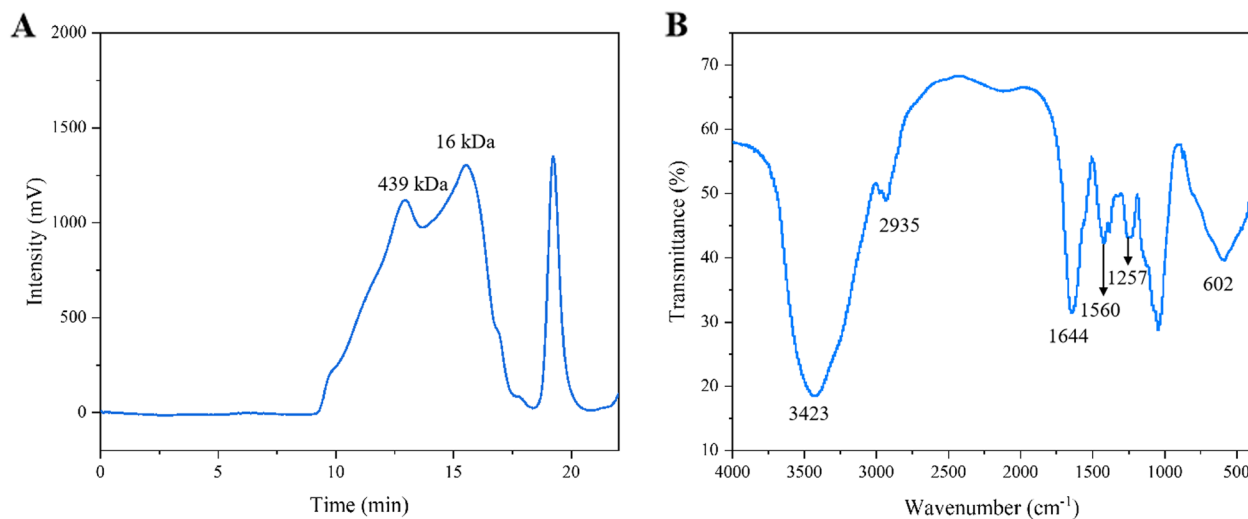 A
2000
1500
1000
500
0
Intensity (mV)
439 kDa
16 kDa
0
10
15
20
Time (min)
B
70
60
50
40
30
20
10
Transmittance (%)
3423
2935
1644
1560
1257
602
4000 3500 3000 2500 2000 1500 1000 500
Wavenumber (cm⁻¹)